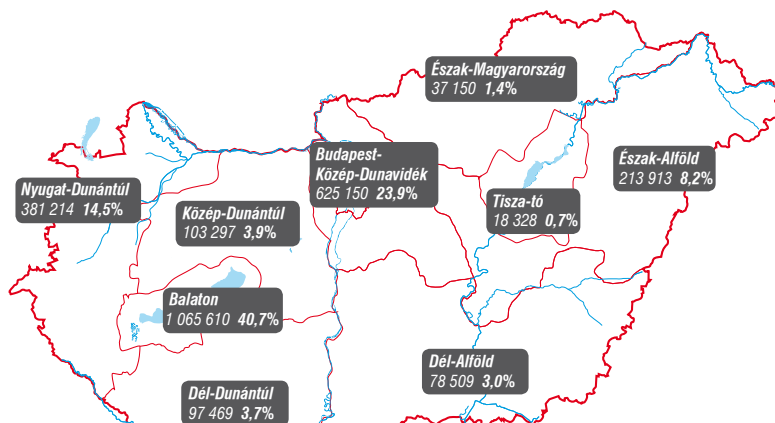 Észak-Magyarország
37 150 1,4%
Budapest-
Közép-Dunavidék
625 150 23,9%
Észak-Alföld
213 913 8,2%
Nyugat-Dunántúl
381 214 14,5%
Közép-Dunántúl
103 297 3,9%
Tisza-tó
18 328 0,7%
Balaton
1 065 610 40,7%
Dél-Alföld
78 509 3,0%
Dél-Dunántúl
97 469 3,7%